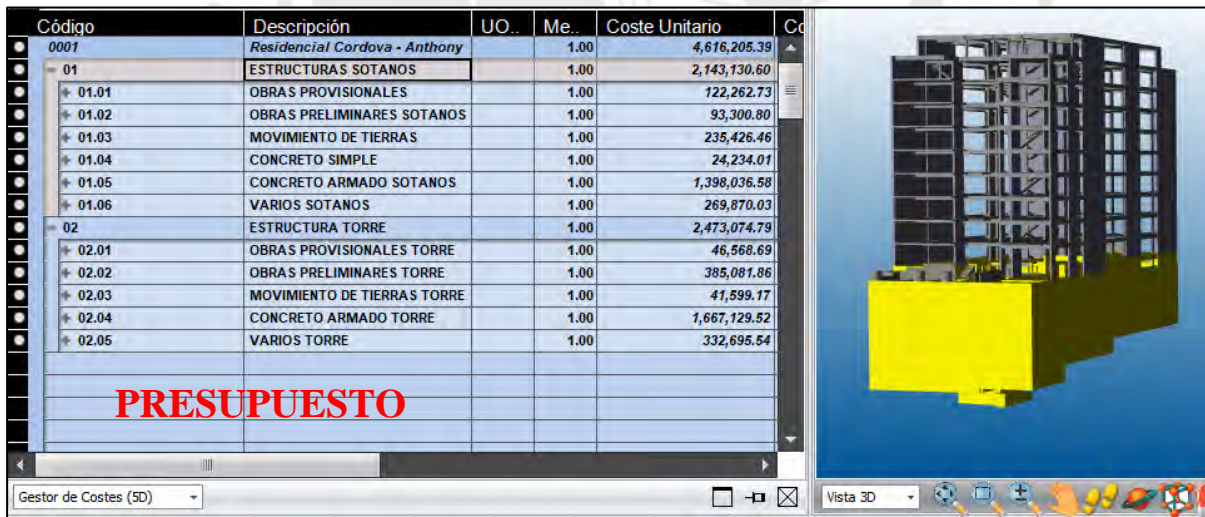 Código Descripción UO.. Me.. Coste Unitario Co
0001 Residencial Cordova - Anthony 1.00 4,616,205.39
01 ESTRUCTURAS SOTANOS 1.00 2,143,130.60
01.01 OBRAS PROVISIONALES 1.00 122,262.73
01.02 OBRAS PRELIMINARES SOTANOS 1.00 93,300.80
01.03 MOVIMIENTO DE TIERRAS 1.00 235,426.46
01.04 CONCRETO SIMPLE 1.00 24,234.01
01.05 CONCRETO ARMADO SOTANOS 1.00 1,398,036.58
01.06 VARIOS SOTANOS 1.00 269,870.03
02 ESTRUCTURA TORRE 1.00 2,473,074.79
02.01 OBRAS PROVISIONALES TORRE 1.00 46,568.69
02.02 OBRAS PRELIMINARES TORRE 1.00 385,081.86
02.03 MOVIMIENTO DE TIERRAS TORRE 1.00 41,599.17
02.04 CONCRETO ARMADO TORRE 1.00 1,667,129.52
02.05 VARIOS TORRE 1.00 332,695.54
PRESUPUESTO
Gestor de Costes (5D)
Vista 3D